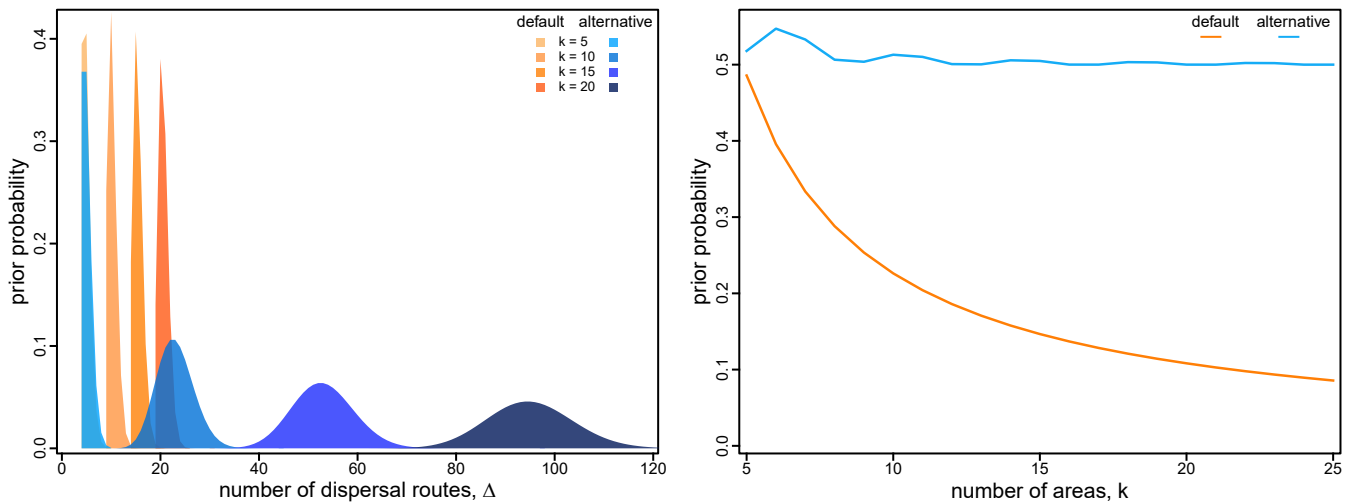 default alternative
k = 5
k = 10
k = 15
k = 20
prior probability
0.0
0.1
0.2
0.3
0.4
0 20 40 60 80 100 120
number of dispersal routes, Δ
default alternative
prior probability
0.0
0.1
0.2
0.3
0.4
0.5
5 10 15 20 25
number of areas, k